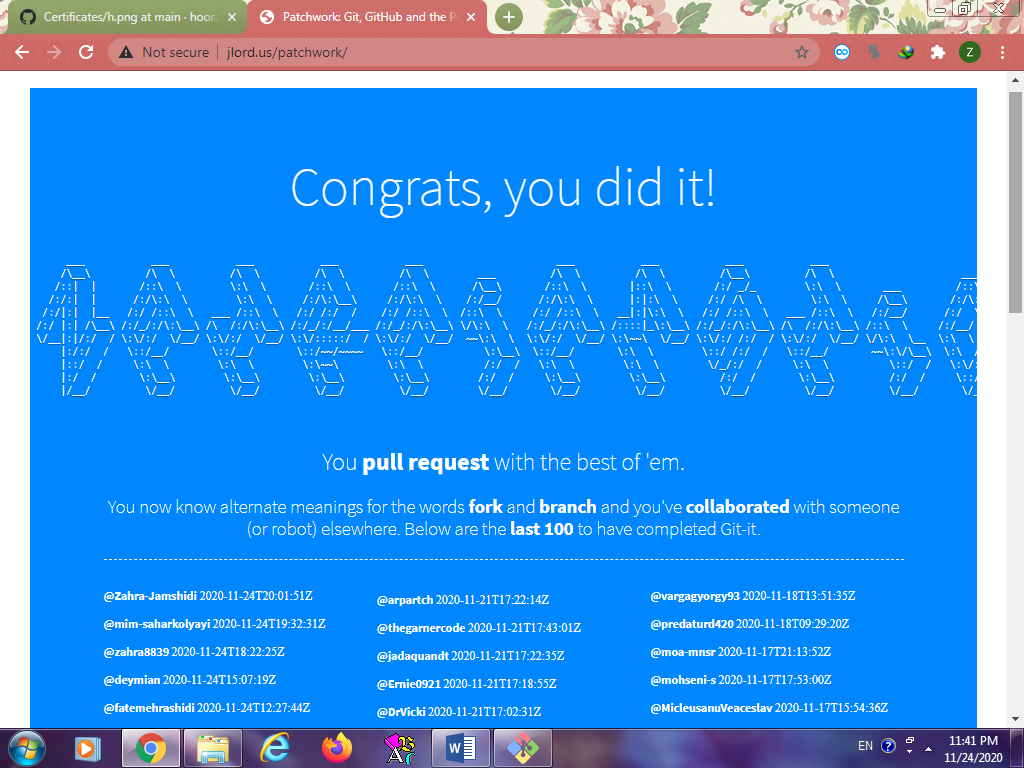 Certificates/h.png at main · hoora
Patchwork: Git, GitHub and the P
Not secure
jlord.us/patchwork/
Z
Congrats, you did it!
You pull request with the best of 'em.
You now know alternate meanings for the words fork and branch and you've collaborated with someone
(or robot) elsewhere. Below are the last 100 to have completed Git-it.
@Zahra-Jamshidi 2020-11-24T20:01:51Z
@mim-saharkolyayi 2020-11-24T19:32:31Z
@zahra8839 2020-11-24T18:22:25Z
@deymian 2020-11-24T15:07:19Z
@fatemehrashidi 2020-11-24T12:27:44Z
@arpartch 2020-11-21T17:22:14Z
@thegarnercode 2020-11-21T17:43:01Z
@jadaquandt 2020-11-21T17:22:35Z
@Ernie0921 2020-11-21T17:18:55Z
@DrVicki 2020-11-21T17:02:31Z
@vargagyorgy93 2020-11-18T13:51:35Z
@predaturd420 2020-11-18T09:29:20Z
@moa-mnsr 2020-11-17T21:13:52Z
@mohseni-s 2020-11-17T17:53:00Z
@MicleusanuVeaceslav 2020-11-17T15:54:36Z
EN
11:41 PM
11/24/2020